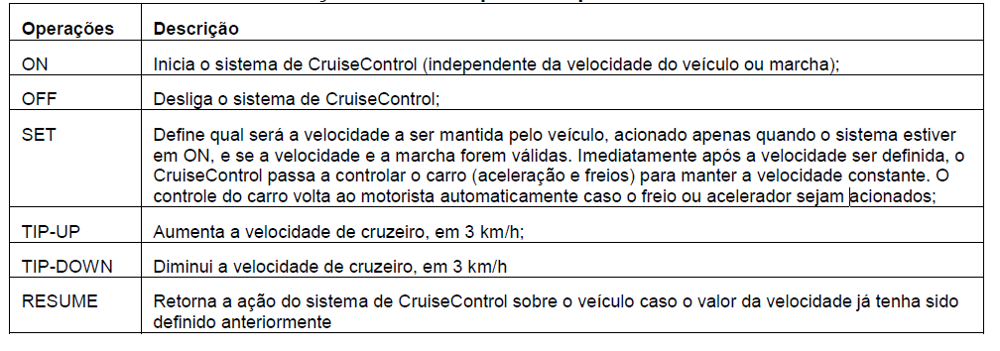 Operações Descrição
ON Inicia o sistema de CruiseControl (independente da velocidade do veículo ou marcha);
OFF Desliga o sistema de CruiseControl;
SET Define qual será a velocidade a ser mantida pelo veículo, acionado apenas quando o sistema estiver
em ON, e se a velocidade e a marcha forem válidas. Imediatamente após a velocidade ser definida, o
CruiseControl passa a controlar o carro (aceleração e freios) para manter a velocidade constante. O
controle do carro volta ao motorista automaticamente caso o freio ou acelerador sejam acionados;
TIP-UP Aumenta a velocidade de cruzeiro, em 3 km/h;
TIP-DOWN Diminui a velocidade de cruzeiro, em 3 km/h
RESUME Retorna a ação do sistema de CruiseControl sobre o veículo caso o valor da velocidade já tenha sido
definido anteriormente